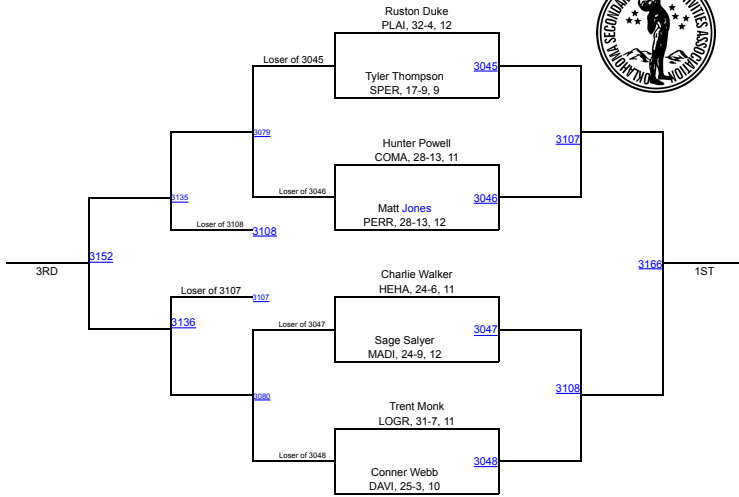 Ruston Duke
PLAI, 32-4, 12
Loser of 3045
3045
Tyler Thompson
SPER, 17-9, 9
3079
3107
Hunter Powell
COMA, 28-13, 11
Loser of 3046
3046
3135
Matt Jones
PERR, 28-13, 12
Loser of 3108
3108
3152
3RD
3166
1ST
Charlie Walker
HEHA, 24-6, 11
Loser of 3107
3107
3136
Loser of 3047
3047
Sage Salyer
MADI, 24-9, 12
3080
3108
Trent Monk
LOGR, 31-7, 11
Loser of 3048
3048
Conner Webb
DAVI, 25-3, 10
OKLAHOMA SECONDAR
TIVITIES ASSOCIATION